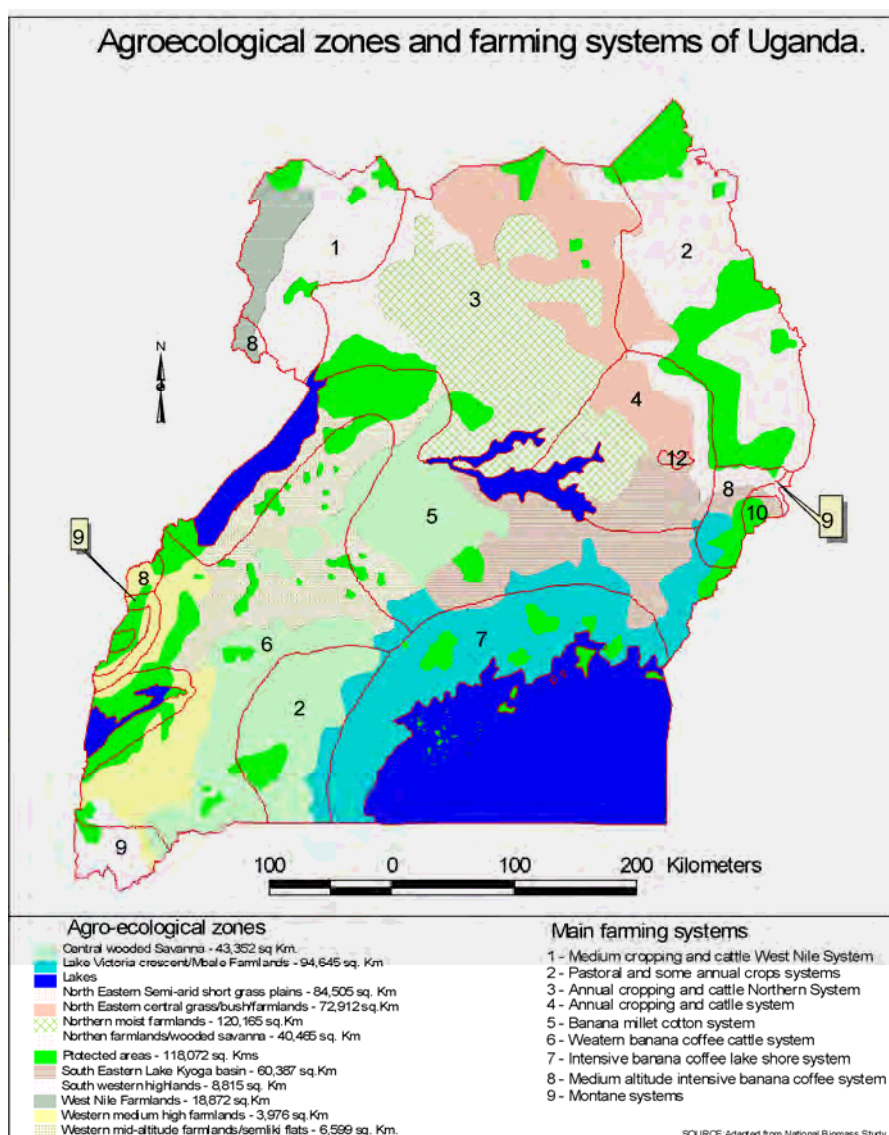 Agroecological zones and farming systems of Uganda.
1
2
3
N
8
4
12
8
5
10
9
9
8
6
7
2
9
100 0 100 200 Kilometers
Agro-ecological zones
Central wooded Savanna - 43,352 sq Km.
Lake Victoria crescent/Mbale Farmlands - 94,645 sq. Km
Lakes
North Eastern Semi-arid short grass plains - 84,505 sq. Km
North Eastern central grass/bush/farmlands - 72,912 sq.Km
Northern moist farmlands - 120,165 sq.Km
Northen farmlands/wooded savanna - 40,465 sq. Km
Ptotected areas - 118,072 sq. Kms
South Eastern Lake Kyoga basin - 60,387 sq.Km
South western highlands - 8,815 sq. Km
West Nile Farmlands - 18,872 sq.Km
Western medium high farmlands - 3,976 sq.Km
Western mid-altitude farmlands/semliki flats - 6,599 sq. Km.
Main farming systems
1 - Medium cropping and cattle West Nile System
2 - Pastoral and some annual crops systems
3 - Annual cropping and cattle Northern System
4 - Annual cropping and catlle system
5 - Banana millet cotton system
6 - Weatern banana coffee cattle system
7 - Intensive banana coffee lake shore system
8 - Medium altitude intensive banana coffee system
9 - Montane systems
SOURCE: Adapted from National Biomass Study